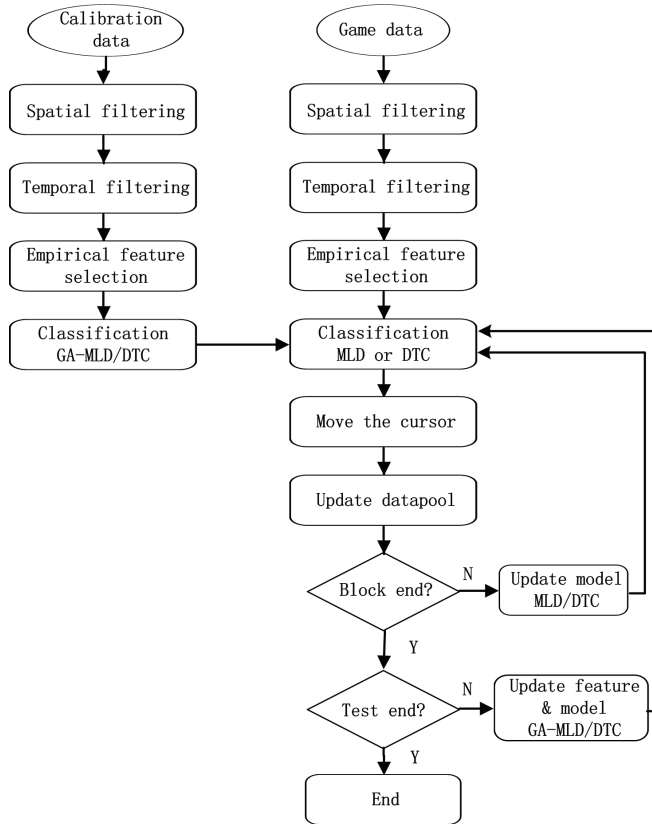 Calibration
data
Spatial filtering
Temporal filtering
Empirical feature
selection
Classification
GA-MLD/DTC
Game data
Spatial filtering
Temporal filtering
Empirical feature
selection
Classification
MLD or DTC
Move the cursor
Update datapool
Block end?
N
Update model
MLD/DTC
Y
Test end?
N
Update feature
& model
GA-MLD/DTC
Y
End